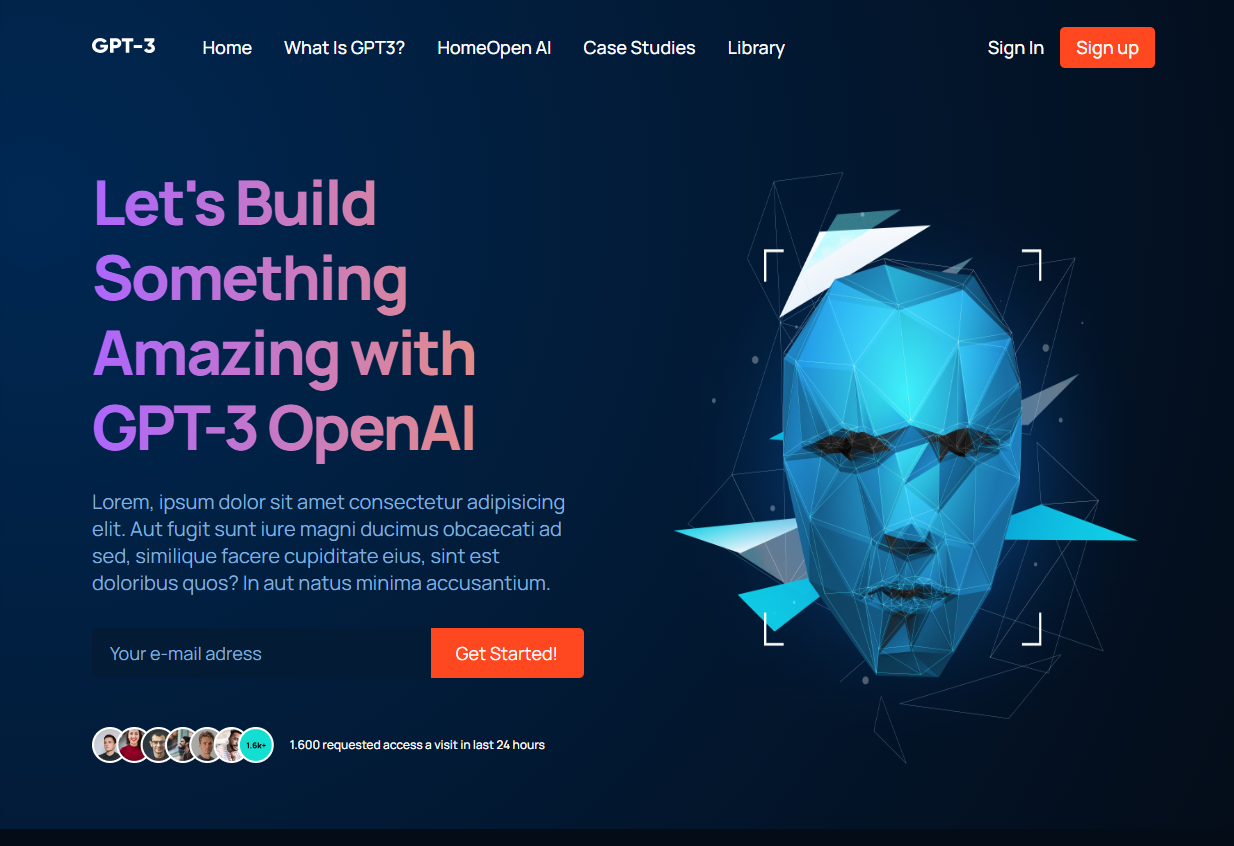 GPT-3
Home What Is GPT3? HomeOpen AI Case Studies Library
Sign In Sign up
Let's Build
Something
Amazing with
GPT-3 OpenAI
Lorem, ipsum dolor sit amet consectetur adipisicing
elit. Aut fugit sunt iure magni ducimus obcaecati ad
sed, similique facere cupiditate eius, sint est
doloribus quos? In aut natus minima accusantium.
Your e-mail adress
Get Started!
1.6k+
1.600 requested access a visit in last 24 hours